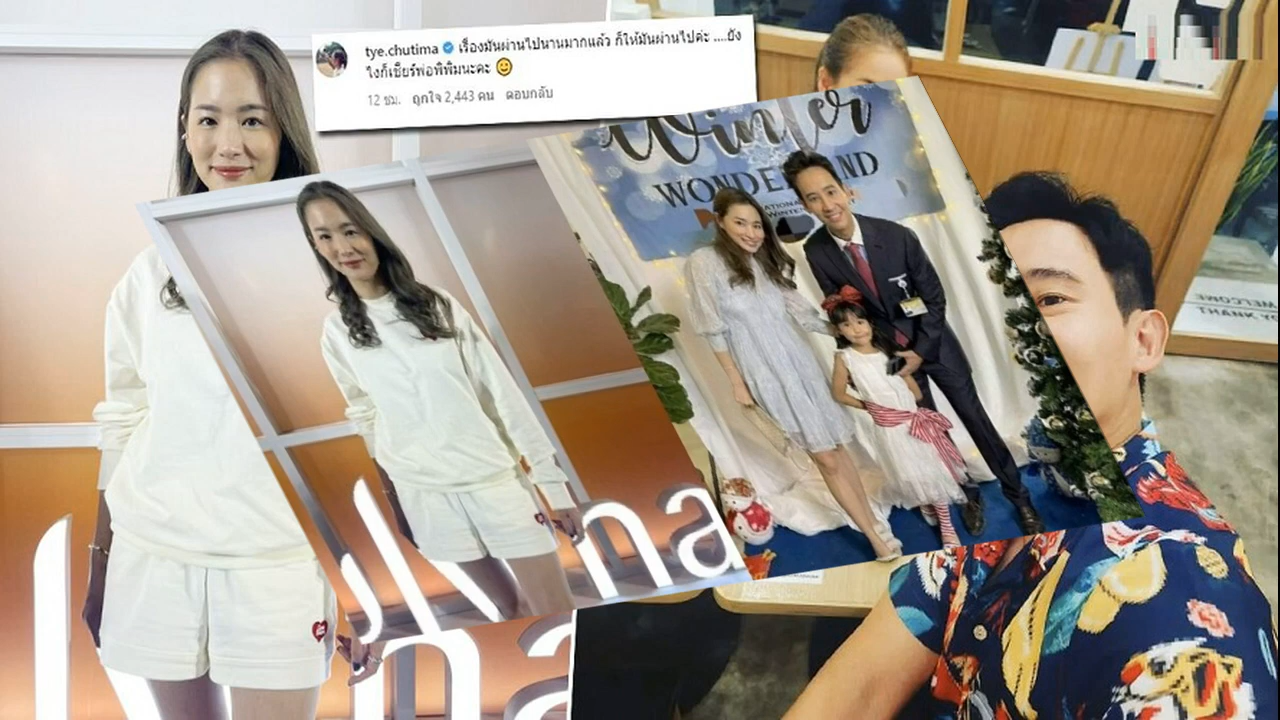 tye.chutima เรื่องมันผ่านไปนานมากแล้ว ก็ให้มันผ่านไปค่ะ ....ยัง
ไงก็เชียร์พ่อพิพิมนะคะ 🙂
12 ชม. ถูกใจ 2,443 คน ตอบกลับ
Winter
WONDERLAND
WELCOME
THANK
na
na